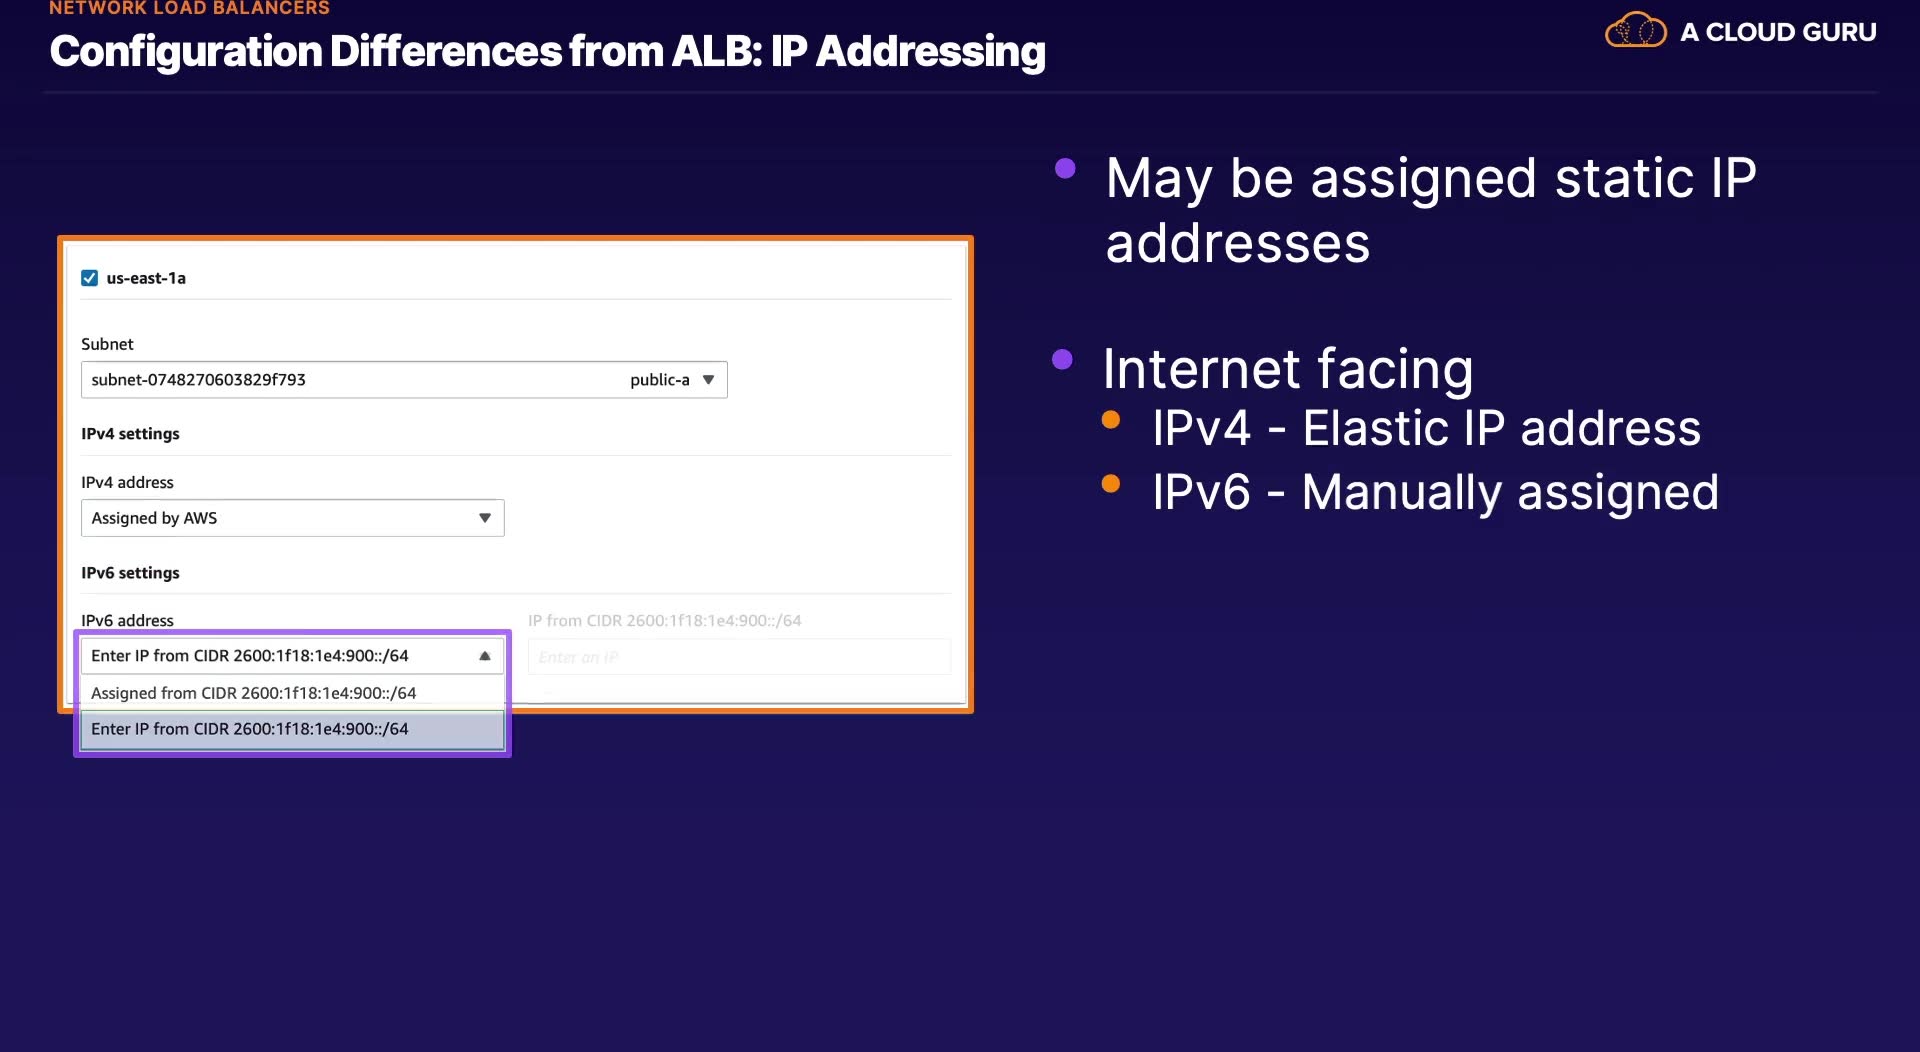 NETWORK LOAD BALANCERS
Configuration Differences from ALB: IP Addressing
A CLOUD GURU
us-east-1a
Subnet
subnet-0748270603829f793 public-a
IPv4 settings
IPv4 address
Assigned by AWS
IPv6 settings
IPv6 address
IP from CIDR 2600:1f18:1e4:900::/64
Enter IP from CIDR 2600:1f18:1e4:900::/64
Enter an IP
Assigned from CIDR 2600:1f18:1e4:900::/64
Enter IP from CIDR 2600:1f18:1e4:900::/64
May be assigned static IP
addresses
Internet facing
IPv4 - Elastic IP address
IPv6 - Manually assigned